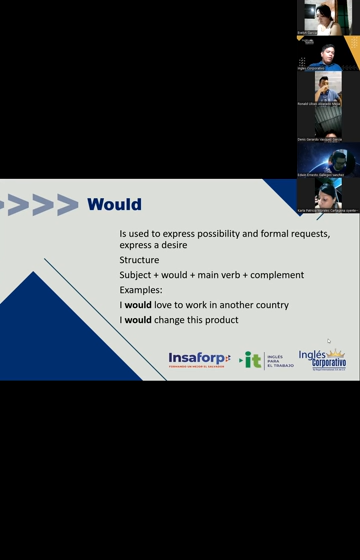 >>>> Would
Is used to express possibility and formal requests,
express a desire
Structure
Subject + would + main verb + complement
Examples:
I would love to work in another country
I would change this product
Insaforp
it
INGLÉS
PARA
EL TRABAJO
Inglés
Corporativo